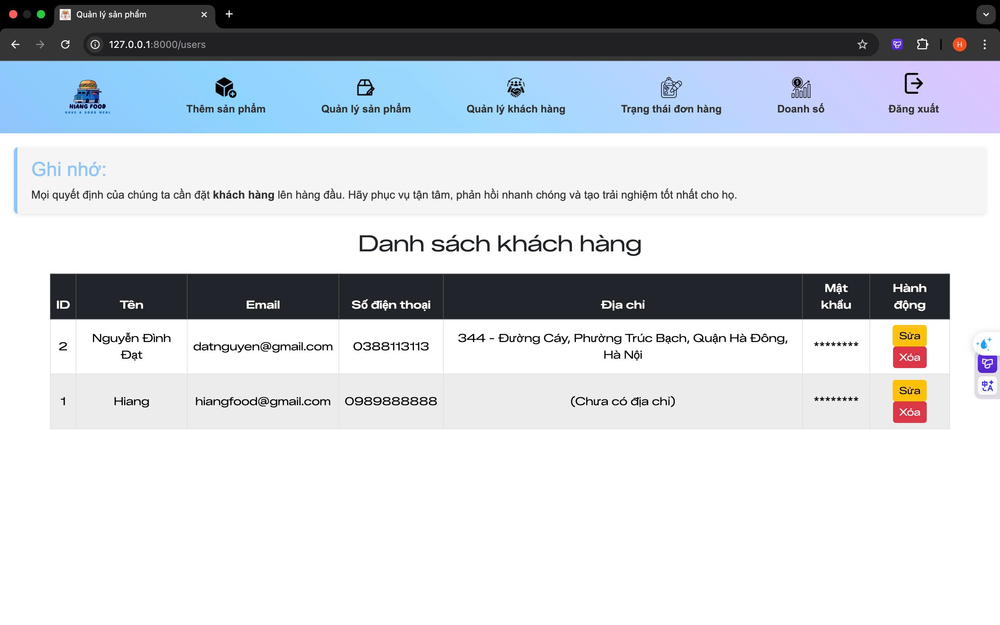 Quản lý sản phẩm
127.0.0.1:8000/users
H
HIANG FOOD
HAVE A GOOD MEAL
Thêm sản phẩm
Quản lý sản phẩm
Quản lý khách hàng
Trạng thái đơn hàng
Doanh số
Đăng xuất
Ghi nhớ:
Mọi quyết định của chúng ta cần đặt khách hàng lên hàng đầu. Hãy phục vụ tận tâm, phản hồi nhanh chóng và tạo trải nghiệm tốt nhất cho họ.
Danh sách khách hàng
ID Tên Email Số điện thoại Địa chỉ Mật khẩu Hành động
2 Nguyễn Đình Đạt datnguyen@gmail.com 0388113113 344 - Đường Cáy, Phường Trúc Bạch, Quận Hà Đông, Hà Nội ******** Sửa
Xóa
1 Hiang hiangfood@gmail.com 0989888888 (Chưa có địa chỉ) ******** Sửa
Xóa